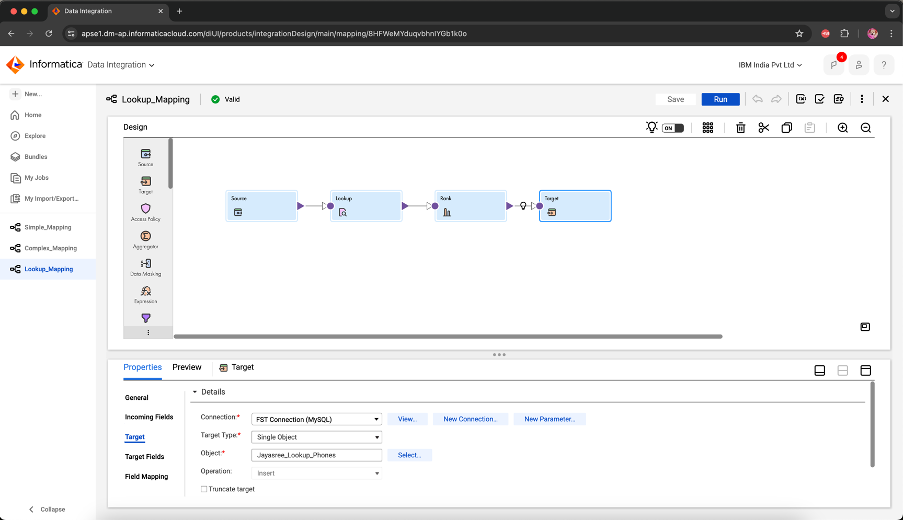 Data Integration
apse1.dm-ap.informaticacloud.com/diUI/products/integrationDesign/main/mapping/8HFWeMYduqvbhnIYGb1k0o
Informatica Data Integration
IBM India Pvt Ltd
New...
Home
Explore
Bundles
My Jobs
My Import/Export...
Simple_Mapping
Complex_Mapping
Lookup_Mapping
Collapse
Lookup_Mapping
Valid
Save
Run
Design
ON
Source
Target
Access Policy
Aggregator
Data Masking
Expression
Source
Lookup
Rank
Target
Properties
Preview
Target
General
Incoming Fields
Target
Target Fields
Field Mapping
Details
Connection:* FST Connection (MySQL) View... New Connection... New Parameter...
Target Type:* Single Object
Object:* Jayasree_Lookup_Phones Select...
Operation: Insert
Truncate target